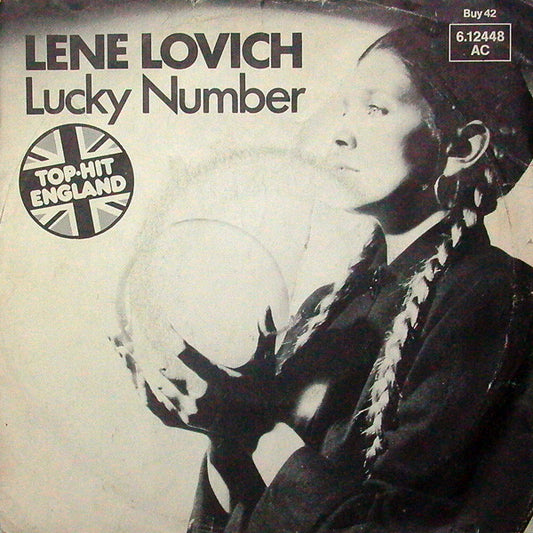 Buy 42
6.12448
AC
LENE LOVICH
Lucky Number
TOP-HIT
ENGLAND